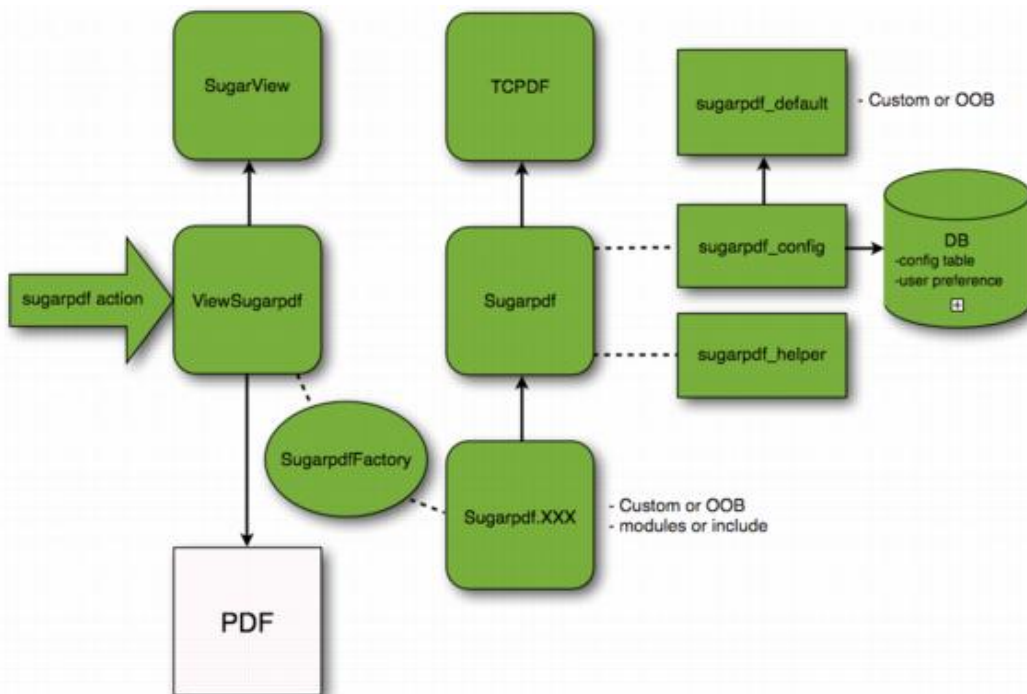 SugarView
TCPDF
sugarpdf_default
- Custom or OOB
sugarpdf action
ViewSugarpdf
Sugarpdf
sugarpdf_config
DB
-config table
-user preference
sugarpdf_helper
SugarpdfFactory
Sugarpdf.XXX
- Custom or OOB
- modules or include
PDF